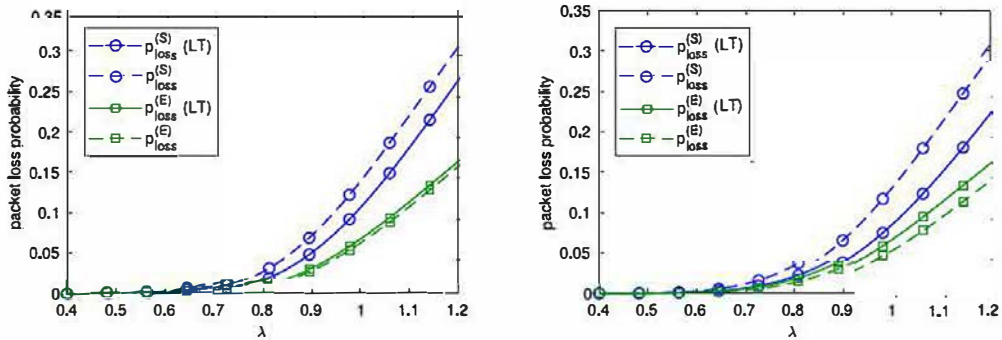 0.35
0.3
0.25
0.2
0.15
0.1
0.05
0
packet loss probability
p(S)loss (LT)
p(S)loss
p(E)loss (LT)
p(E)loss
0.4 0.5 0.6 0.7 0.8 0.9 1 1.1 1.2
λ
0.35
0.3
0.25
0.2
0.15
0.1
0.05
0
packet loss probability
p(S)loss (LT)
p(S)loss
p(E)loss (LT)
p(E)loss
0.4 0.5 0.6 0.7 0.8 0.9 1 1.1 1.2
λ